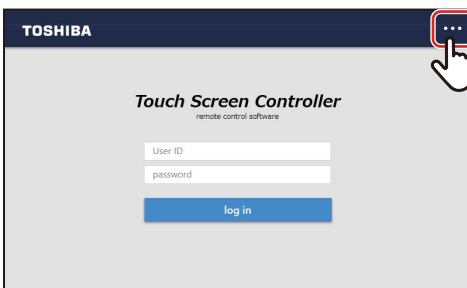 TOSHIBA
Touch Screen Controller
remote control software
User ID
password
log in